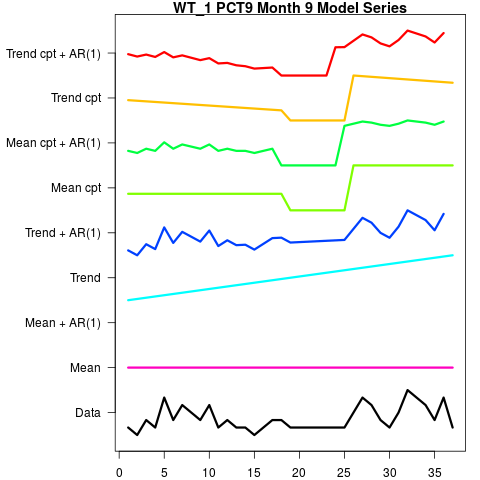 WT_1 PCT9 Month 9 Model Series
Trend cpt + AR(1)
Trend cpt
Mean cpt + AR(1)
Mean cpt
Trend + AR(1)
Trend
Mean + AR(1)
Mean
Data
0 5 10 15 20 25 30 35